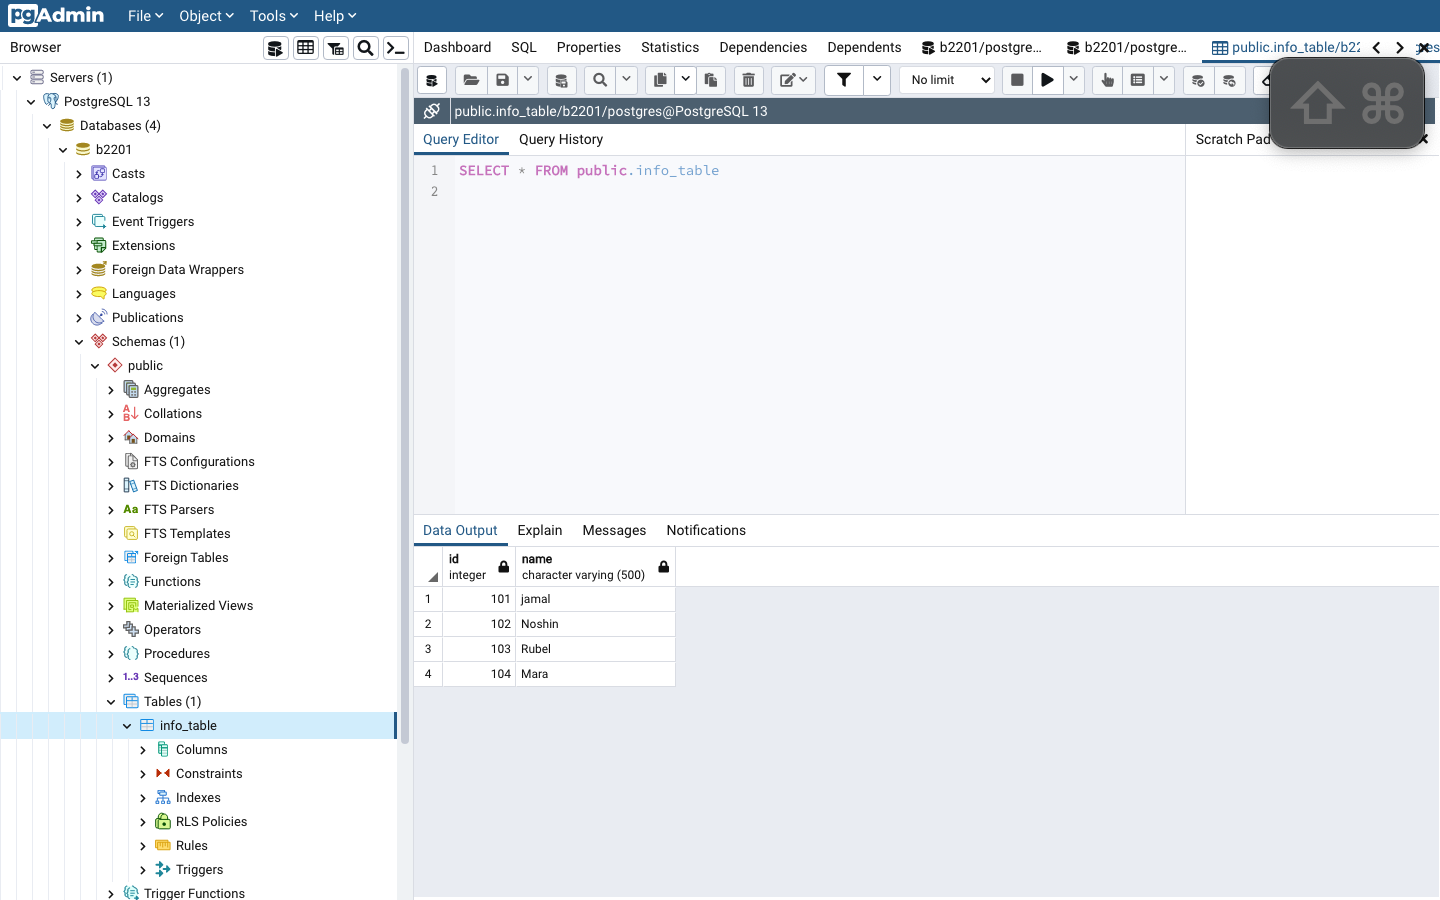 pgAdmin File Object Tools Help
Browser
Dashboard SQL Properties Statistics Dependencies Dependents b2201/postgre... b2201/postgre... public.info_table/b22
Servers (1)
PostgreSQL 13
Databases (4)
b2201
Casts
Catalogs
Event Triggers
Extensions
Foreign Data Wrappers
Languages
Publications
Schemas (1)
public
Aggregates
Collations
Domains
FTS Configurations
FTS Dictionaries
Aa FTS Parsers
FTS Templates
Foreign Tables
Functions
Materialized Views
Operators
Procedures
1..3 Sequences
Tables (1)
info_table
Columns
Constraints
Indexes
RLS Policies
Rules
Triggers
Trigger Functions
No limit
public.info_table/b2201/postgres@PostgreSQL 13
Query Editor Query History
Scratch Pad
1 SELECT * FROM public.info_table
2
Data Output Explain Messages Notifications
id name
integer character varying (500)
1 101 jamal
2 102 Noshin
3 103 Rubel
4 104 Mara